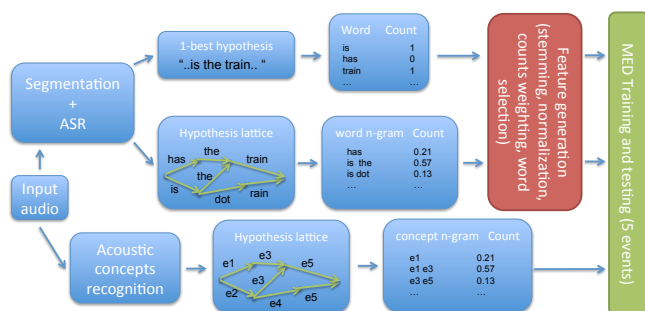 1-best hypothesis
"..is the train.. "
Word Count
is 1
has 0
train 1
... ...
Segmentation
+
ASR
Hypothesis lattice
has
the
train
the
is
dot
rain
word n-gram Count
has 0.21
is the 0.57
is dot 0.13
... ...
Feature generation
(stemming, normalization,
counts weighting, word
selection)
MED Training and testing (5 events)
Input
audio
Acoustic
concepts
recognition
Hypothesis lattice
e1
e3
e5
e3
e2
e4
e5
concept n-gram Count
e1 0.21
e1 e3 0.57
e3 e5 0.13
... ...